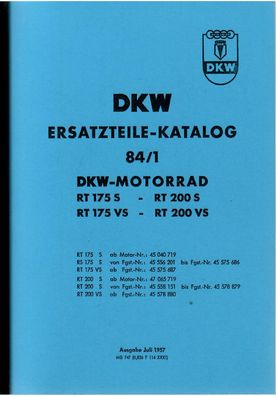 DKW
DKW
ERSATZTEILE-KATALOG
84/1
DKW-MOTORRAD
RT 175 S - RT 200 S
RT 175 VS - RT 200 VS
RT 175 S ab Motor-Nr.: 45 040 719
RS 175 S von Fgst.-Nr.: 45 556 201 bis Fgst.-Nr. 45 575 686
RT 175 VS ab Fgst.-Nr.: 45 575 687
RT 200 S ab Motor-Nr.: 47 065 719
RT 200 S von Fgst.-Nr.: 45 558 151 bis Fgst.-Nr. 45 578 879
RT 200 VS ab Fgst.-Nr.: 45 578 880
Ausgabe Juli 1957